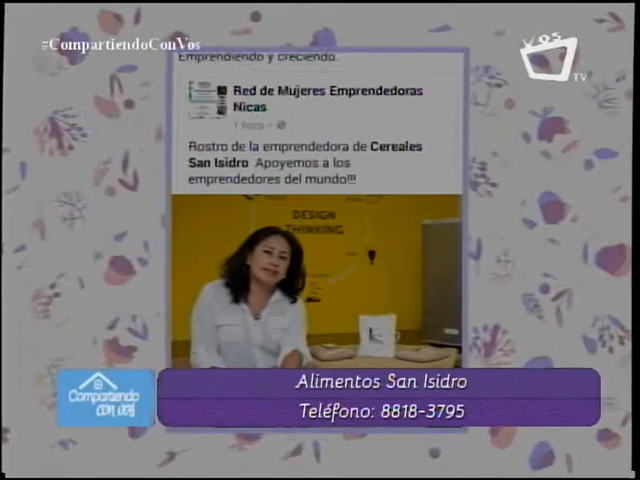 #CompartiendoConVos
VOS
TV
Emprendiendo y creciendo.
Red de Mujeres Emprendedoras
Nicas
1 hora
Rostro de la emprendedora de Cereales
San Isidro Apoyemos a los
emprendedores del mundo!!!
DESIGN
THINKING
Alimentos San Isidro
Teléfono: 8818-3795
Compartiendo
con vos